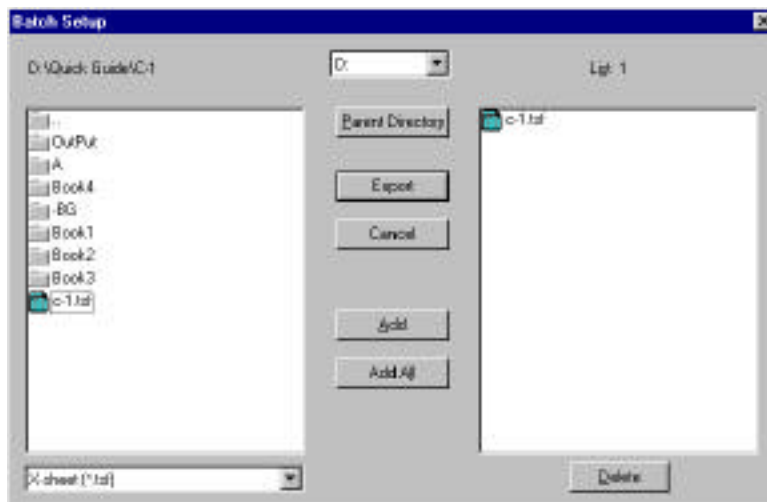 Batch Setup
D:\Quick Guide\C-1
D:
List: 1
..
OutPut
A
Book4
-BG
Book1
Book2
Book3
c-1.tsf
Parent Directory
Export
Cancel
Add
Add All
c-1.tsf
X-sheet (*.tsf)
Delete